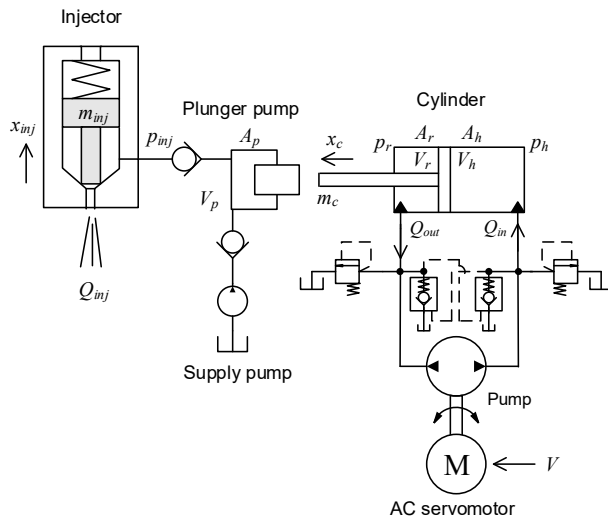 Injector
Plunger pump
Cylinder
m_inj
x_inj
p_inj
A_p
V_p
x_c
p_r
A_r
A_h
p_h
V_r
V_h
m_c
Q_out
Q_in
Q_inj
Supply pump
Pump
M
V
AC servomotor